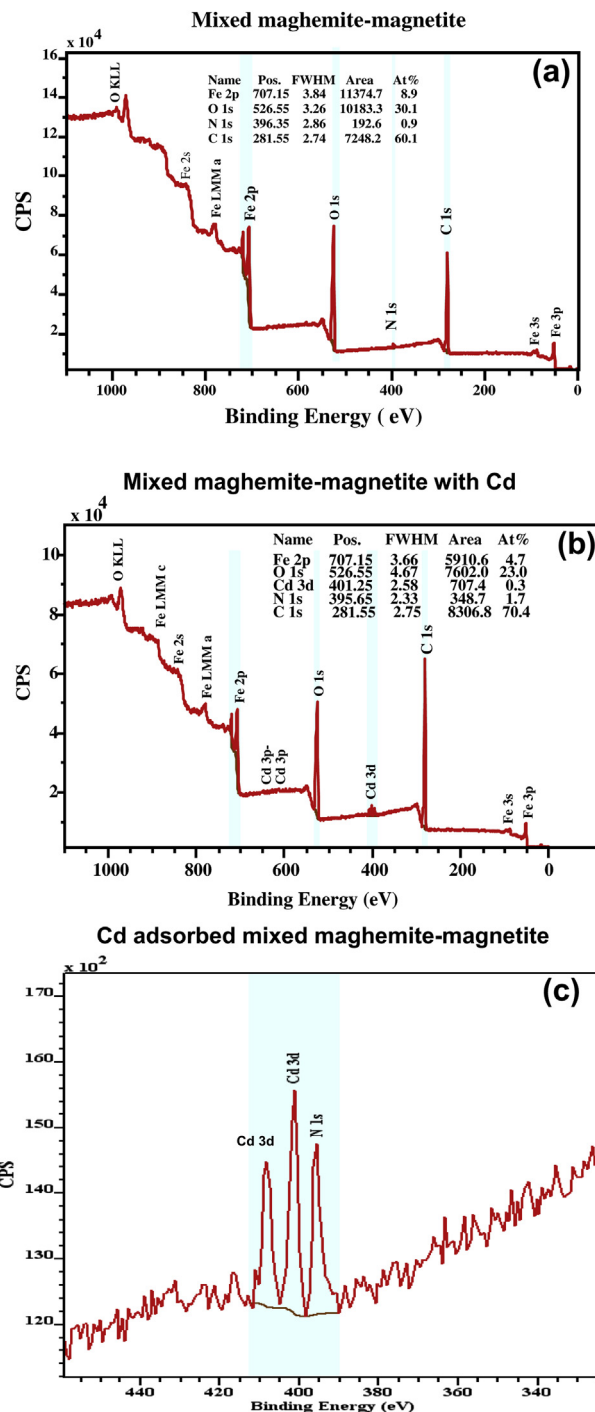 Mixed maghemite-magnetite
x 10^4
(a)
Name Pos. FWHM Area At%
Fe 2p 707.15 3.84 11374.7 8.9
O 1s 526.55 3.26 10183.3 30.1
N 1s 396.35 2.86 192.6 0.9
C 1s 281.55 2.74 7248.2 60.1
16
14
12
10
8
6
4
2
CPS
O KLL
Fe 2s
Fe LMM a
Fe 2p
O 1s
N 1s
C 1s
Fe 3s
Fe 3p
1000 800 600 400 200 0
Binding Energy ( eV)
Mixed maghemite-magnetite with Cd
x 10^4
(b)
Name Pos. FWHM Area At%
Fe 2p 707.15 3.66 5910.6 4.7
O 1s 526.55 4.67 7602.0 23.0
Cd 3d 401.25 2.58 707.4 0.3
N 1s 395.65 2.33 348.7 1.7
C 1s 281.55 2.75 8306.8 70.4
10
8
6
4
2
CPS
O KLL
Fe LMM c
Fe 2s
Fe LMM a
Fe 2p
Cd 3p-
Cd 3p
O 1s
Cd 3d
C 1s
Fe 3s
Fe 3p
1000 800 600 400 200 0
Binding Energy (eV)
Cd adsorbed mixed maghemite-magnetite
x 10^2
(c)
170
160
150
140
130
120
CPS
Cd 3d
Cd 3d
N 1s
440 420 400 380 360 340
Binding Energy (eV)